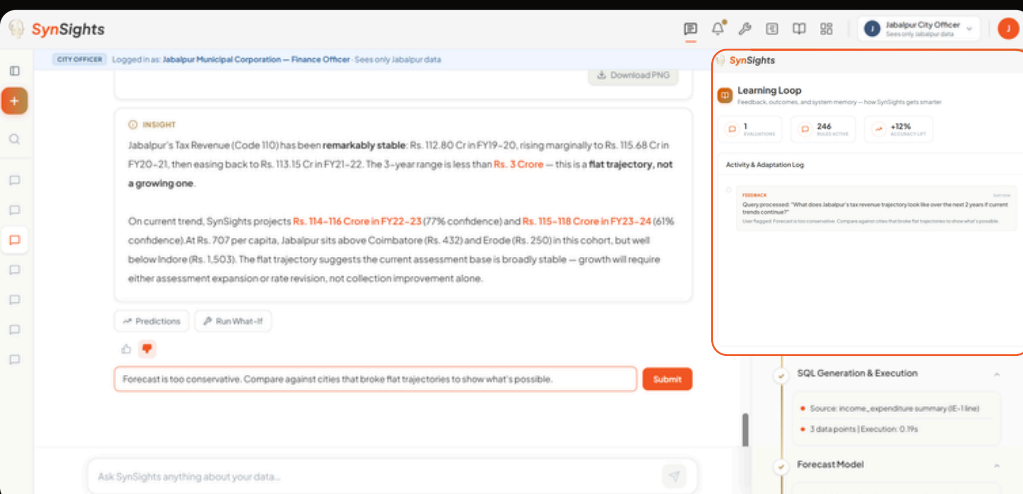 SynSights
Jabalpur City Officer
Sees only Jabalpur data
J
J
CITY OFFICER
Logged in as: Jabalpur Municipal Corporation — Finance Officer · Sees only Jabalpur data
Download PNG
INSIGHT
Jabalpur's Tax Revenue (Code 110) has been remarkably stable: Rs. 112.80 Cr in FY19–20, rising marginally to Rs. 115.68 Cr in
FY20–21, then easing back to Rs. 113.15 Cr in FY21–22. The 3-year range is less than Rs. 3 Crore — this is a flat trajectory, not
a growing one.
On current trend, SynSights projects Rs. 114–116 Crore in FY22–23 (77% confidence) and Rs. 115–118 Crore in FY23–24 (61%
confidence).At Rs. 707 per capita, Jabalpur sits above Coimbatore (Rs. 432) and Erode (Rs. 250) in this cohort, but well
below Indore (Rs. 1,503). The flat trajectory suggests the current assessment base is broadly stable — growth will require
either assessment expansion or rate revision, not collection improvement alone.
Predictions
Run What-If
Forecast is too conservative. Compare against cities that broke flat trajectories to show what's possible.
Submit
Ask SynSights anything about your data...
SynSights
Learning Loop
Feedback, outcomes, and system memory — how SynSights gets smarter
1
EVALUATIONS
246
RULES ACTIVE
+12%
ACCURACY LIFT
Activity & Adaptation Log
FEEDBACK
Query processed: "What does Jabalpur's tax revenue trajectory look like over the next 2 years if current
trends continue?"
User flagged: Forecast is too conservative. Compare against cities that broke flat trajectories to show what's possible.
SQL Generation & Execution
Source: income_expenditure summary (IE-1 line)
3 data points | Execution: 0.19s
Forecast Model